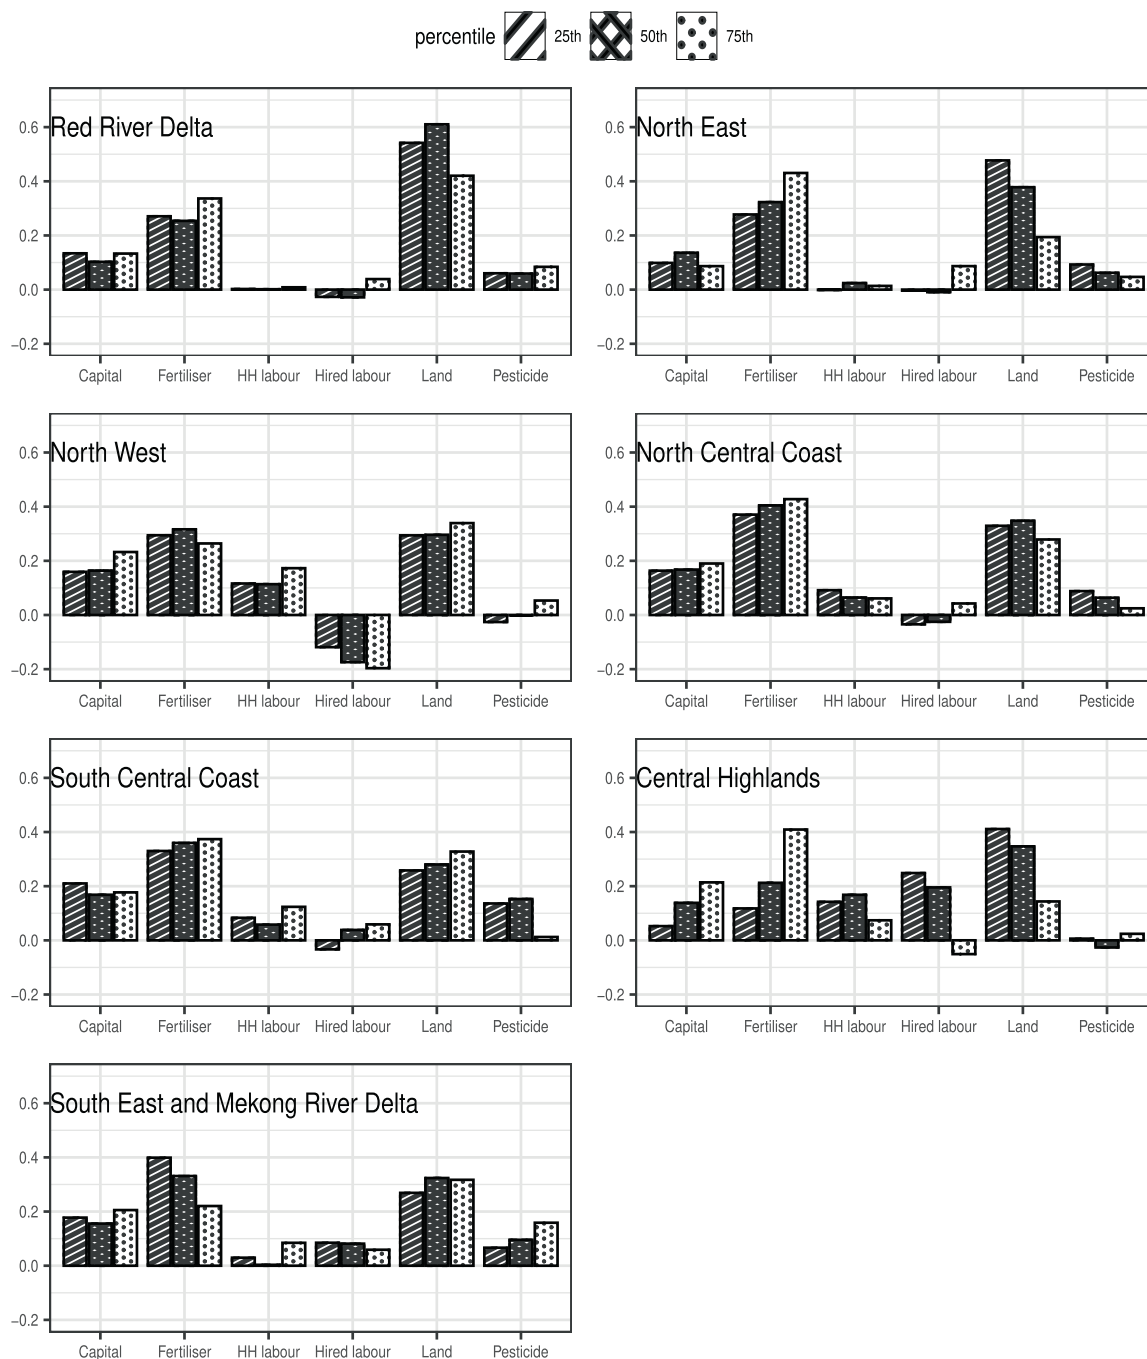 percentile 25th 50th 75th
Red River Delta
0.6
0.4
0.2
0.0
−0.2
Capital Fertiliser HH labour Hired labour Land Pesticide
North East
0.6
0.4
0.2
0.0
−0.2
Capital Fertiliser HH labour Hired labour Land Pesticide
North West
0.6
0.4
0.2
0.0
−0.2
Capital Fertiliser HH labour Hired labour Land Pesticide
North Central Coast
0.6
0.4
0.2
0.0
−0.2
Capital Fertiliser HH labour Hired labour Land Pesticide
South Central Coast
0.6
0.4
0.2
0.0
−0.2
Capital Fertiliser HH labour Hired labour Land Pesticide
Central Highlands
0.6
0.4
0.2
0.0
−0.2
Capital Fertiliser HH labour Hired labour Land Pesticide
South East and Mekong River Delta
0.6
0.4
0.2
0.0
−0.2
Capital Fertiliser HH labour Hired labour Land Pesticide